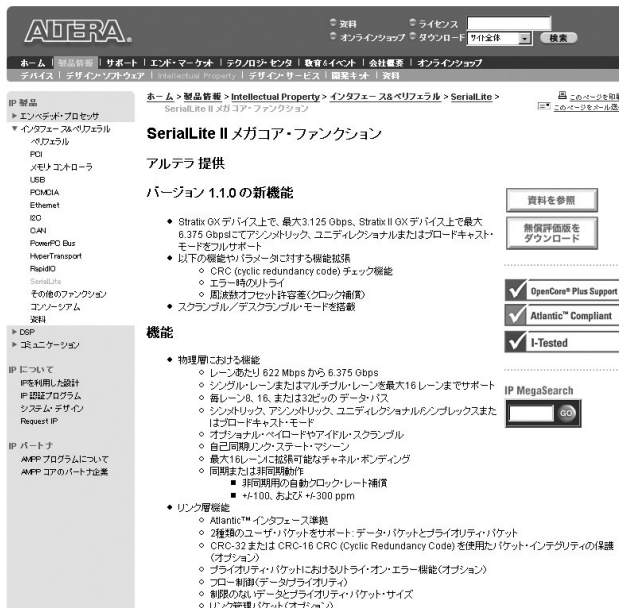 ALTERA.
資料
ライセンス
オンラインショップ
ダウンロード
サイト全体
検索
ホーム | 製品情報 | サポート | エンド・マーケット | テクノロジ・センタ | 教育&イベント | 会社概要 | オンラインショップ
デバイス | デザイン・ソフトウェア | Intellectual Property | デザイン・サービス | 開発キット | 資料
ホーム > 製品情報 > Intellectual Property > インタフェース&ペリフェラル > SerialLite >
SerialLite II メガコア・ファンクション
このページを印刷
このページをメール送
IP 製品
エンベデッド・プロセッサ
インタフェース&ペリフェラル
ペリフェラル
PCI
メモリ・コントローラ
USB
PCMCIA
Ethernet
I2C
CAN
PowerPC Bus
HyperTransport
RapidIO
SerialLite
その他のファンクション
コンソーシアム
資料
DSP
コミュニケーション
IP について
IPを利用した設計
IP 認証プログラム
システム・デザイン
Request IP
IP パートナ
AMPP プログラムについて
AMPP コアのパートナ企業
SerialLite II メガコア・ファンクション
アルテラ 提供
バージョン 1.1.0 の新機能
Stratix GX デバイス上で、最大3.125 Gbps、Stratix II GX デバイス上で最大
6.375 Gbpsにてアシンメトリック、ユニディレクショナルまたはブロードキャスト・
モードをフルサポート
以下の機能やパラメータに対する機能拡張
CRC (cyclic redundancy code) チェック機能
エラー時のリトライ
周波数オフセット許容差(クロック補償)
スクランブル／デスクランブル・モードを搭載
機能
物理層における機能
レーンあたり 622 Mbps から 6.375 Gbps
シングル・レーンまたはマルチプル・レーンを最大16 レーンまでサポート
毎レーン8、16、または32ビッの データ・パス
シンメトリック、アシンメトリック、ユニディレクショナル/シンプレックスまた
はブロードキャスト・モード
オプショナル・ペイロードやアイドル・スクランブル
自己同期リンク・ステート・マシーン
最大16レーンに拡張可能なチャネル・ボンディング
同期または非同期動作
非同期用の自動クロック・レート補償
+/-100、および +/-300 ppm
リンク層機能
Atlantic™ インタフェース準拠
2種類のユーザ・パケットをサポート: データ・パケットとプライオリティ・パケット
CRC-32 または CRC-16 CRC (Cyclic Redundancy Code) を使用したパケット・インテグリティの保護
(オプション)
プライオリティ・パケットにおけるリトライ・オン・エラー機能(オプション)
フロー制御(データ/プライオリティ)
制限のないデータとプライオリティ・パケット・サイズ
リンク管理パケット(オプション)
資料を参照
無償評価版を
ダウンロード
OpenCore® Plus Support
Atlantic™ Compliant
I-Tested
IP MegaSearch
GO